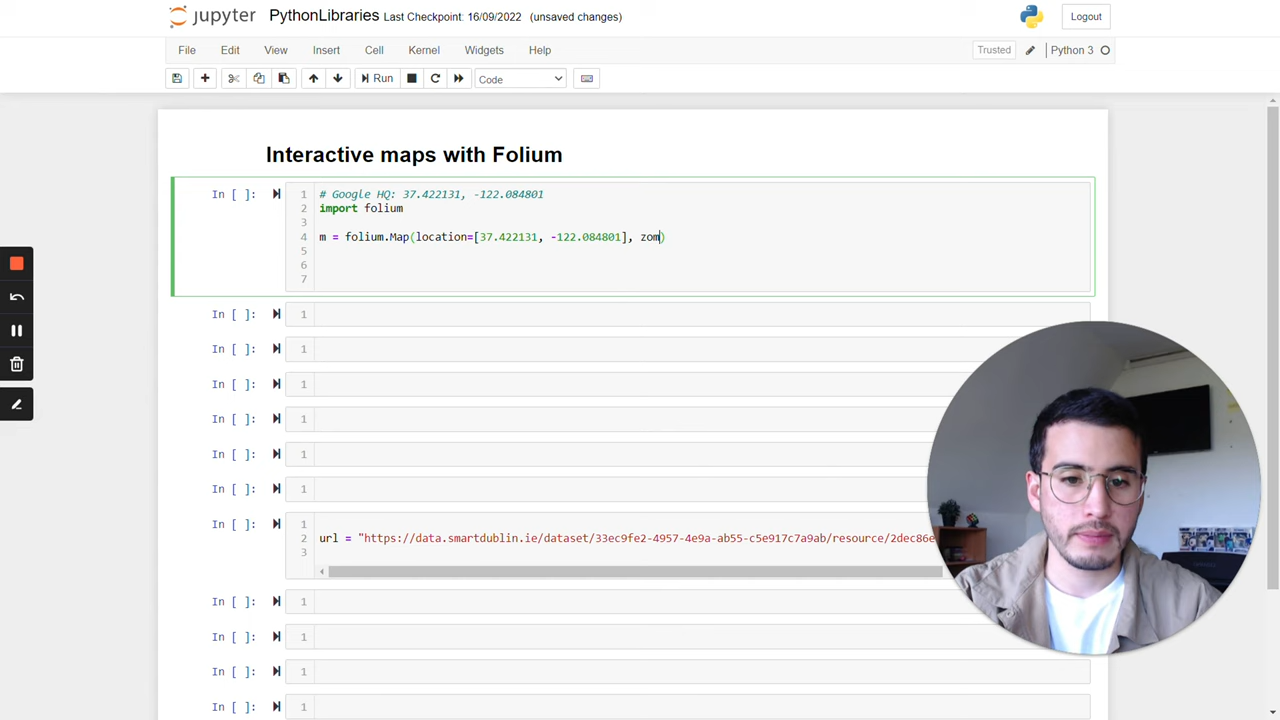 jupyter PythonLibraries Last Checkpoint: 16/09/2022 (unsaved changes) Logout
File Edit View Insert Cell Kernel Widgets Help Trusted Python 3
Run Code
Interactive maps with Folium
In [ ]: 1 # Google HQ: 37.422131, -122.084801
2 import folium
3
4 m = folium.Map(location=[37.422131, -122.084801], zom)
5
6
7
In [ ]: 1
In [ ]: 1
In [ ]: 1
In [ ]: 1
In [ ]: 1
In [ ]: 1
In [ ]: 1
2 url = "https://data.smartdublin.ie/dataset/33ec9fe2-4957-4e9a-ab55-c5e917c7a9ab/resource/2dec86e
3
In [ ]: 1
In [ ]: 1
In [ ]: 1
In [ ]: 1